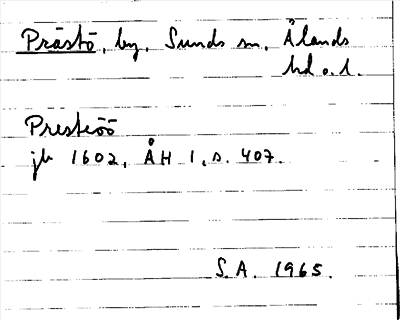 Prästö, by, Sunds sn, Ålands
hd o. l.
Presteöö
jb 1602, ÅH 1, s. 407.
S.A. 1965.